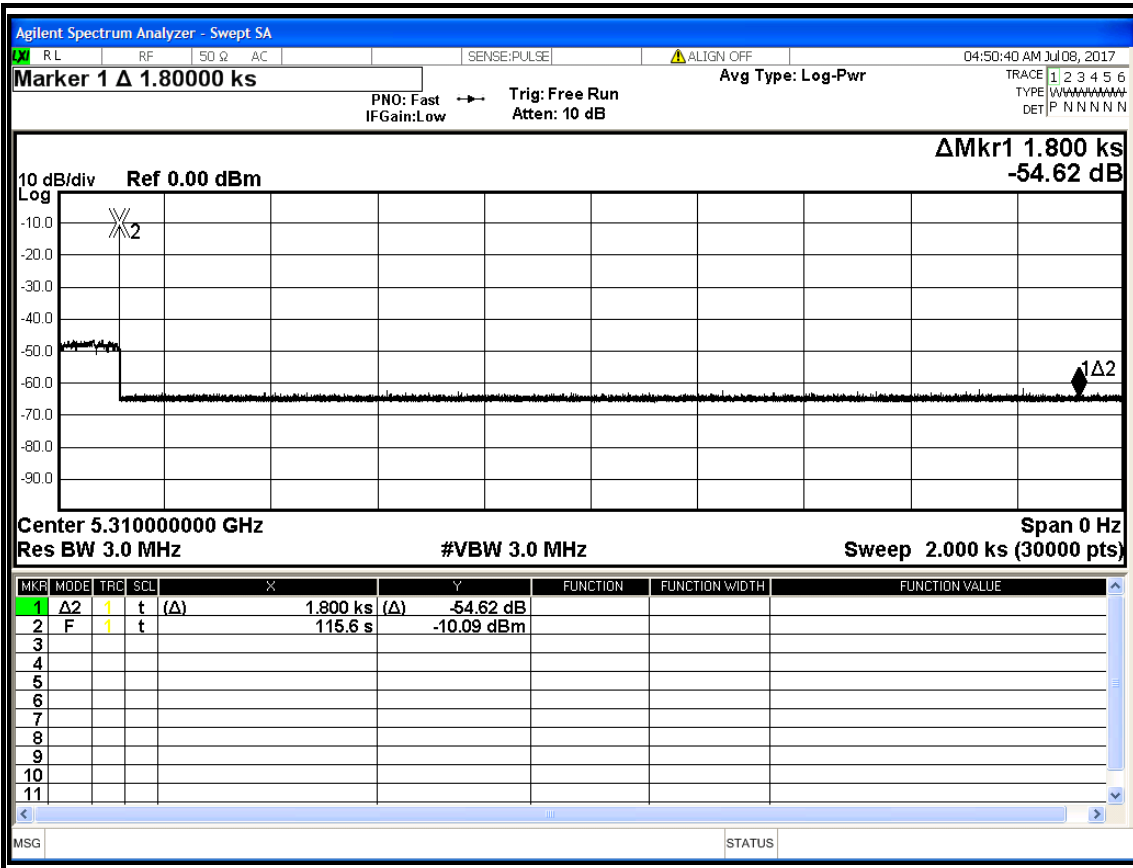 Agilent Spectrum Analyzer - Swept SA
LXI RL RF 50 Ω AC SENSE:PULSE ALIGN OFF 04:50:40 AM Jul 08, 2017
Marker 1 Δ 1.80000 ks
PNO: Fast
IFGain:Low
Trig: Free Run
Atten: 10 dB
Avg Type: Log-Pwr
TRACE 1 2 3 4 5 6
TYPE
DET P N N N N N
ΔMkr1 1.800 ks
-54.62 dB
10 dB/div Ref 0.00 dBm
Log
-10.0
2
-20.0
-30.0
-40.0
-50.0
1Δ2
-60.0
-70.0
-80.0
-90.0
Center 5.310000000 GHz Span 0 Hz
Res BW 3.0 MHz #VBW 3.0 MHz Sweep 2.000 ks (30000 pts)
MKR MODE TRC SCL X Y FUNCTION FUNCTION WIDTH FUNCTION VALUE
1 Δ2 1 t (Δ) 1.800 ks (Δ) -54.62 dB
2 F 1 t 115.6 s -10.09 dBm
3
4
5
6
7
8
9
10
11
MSG STATUS